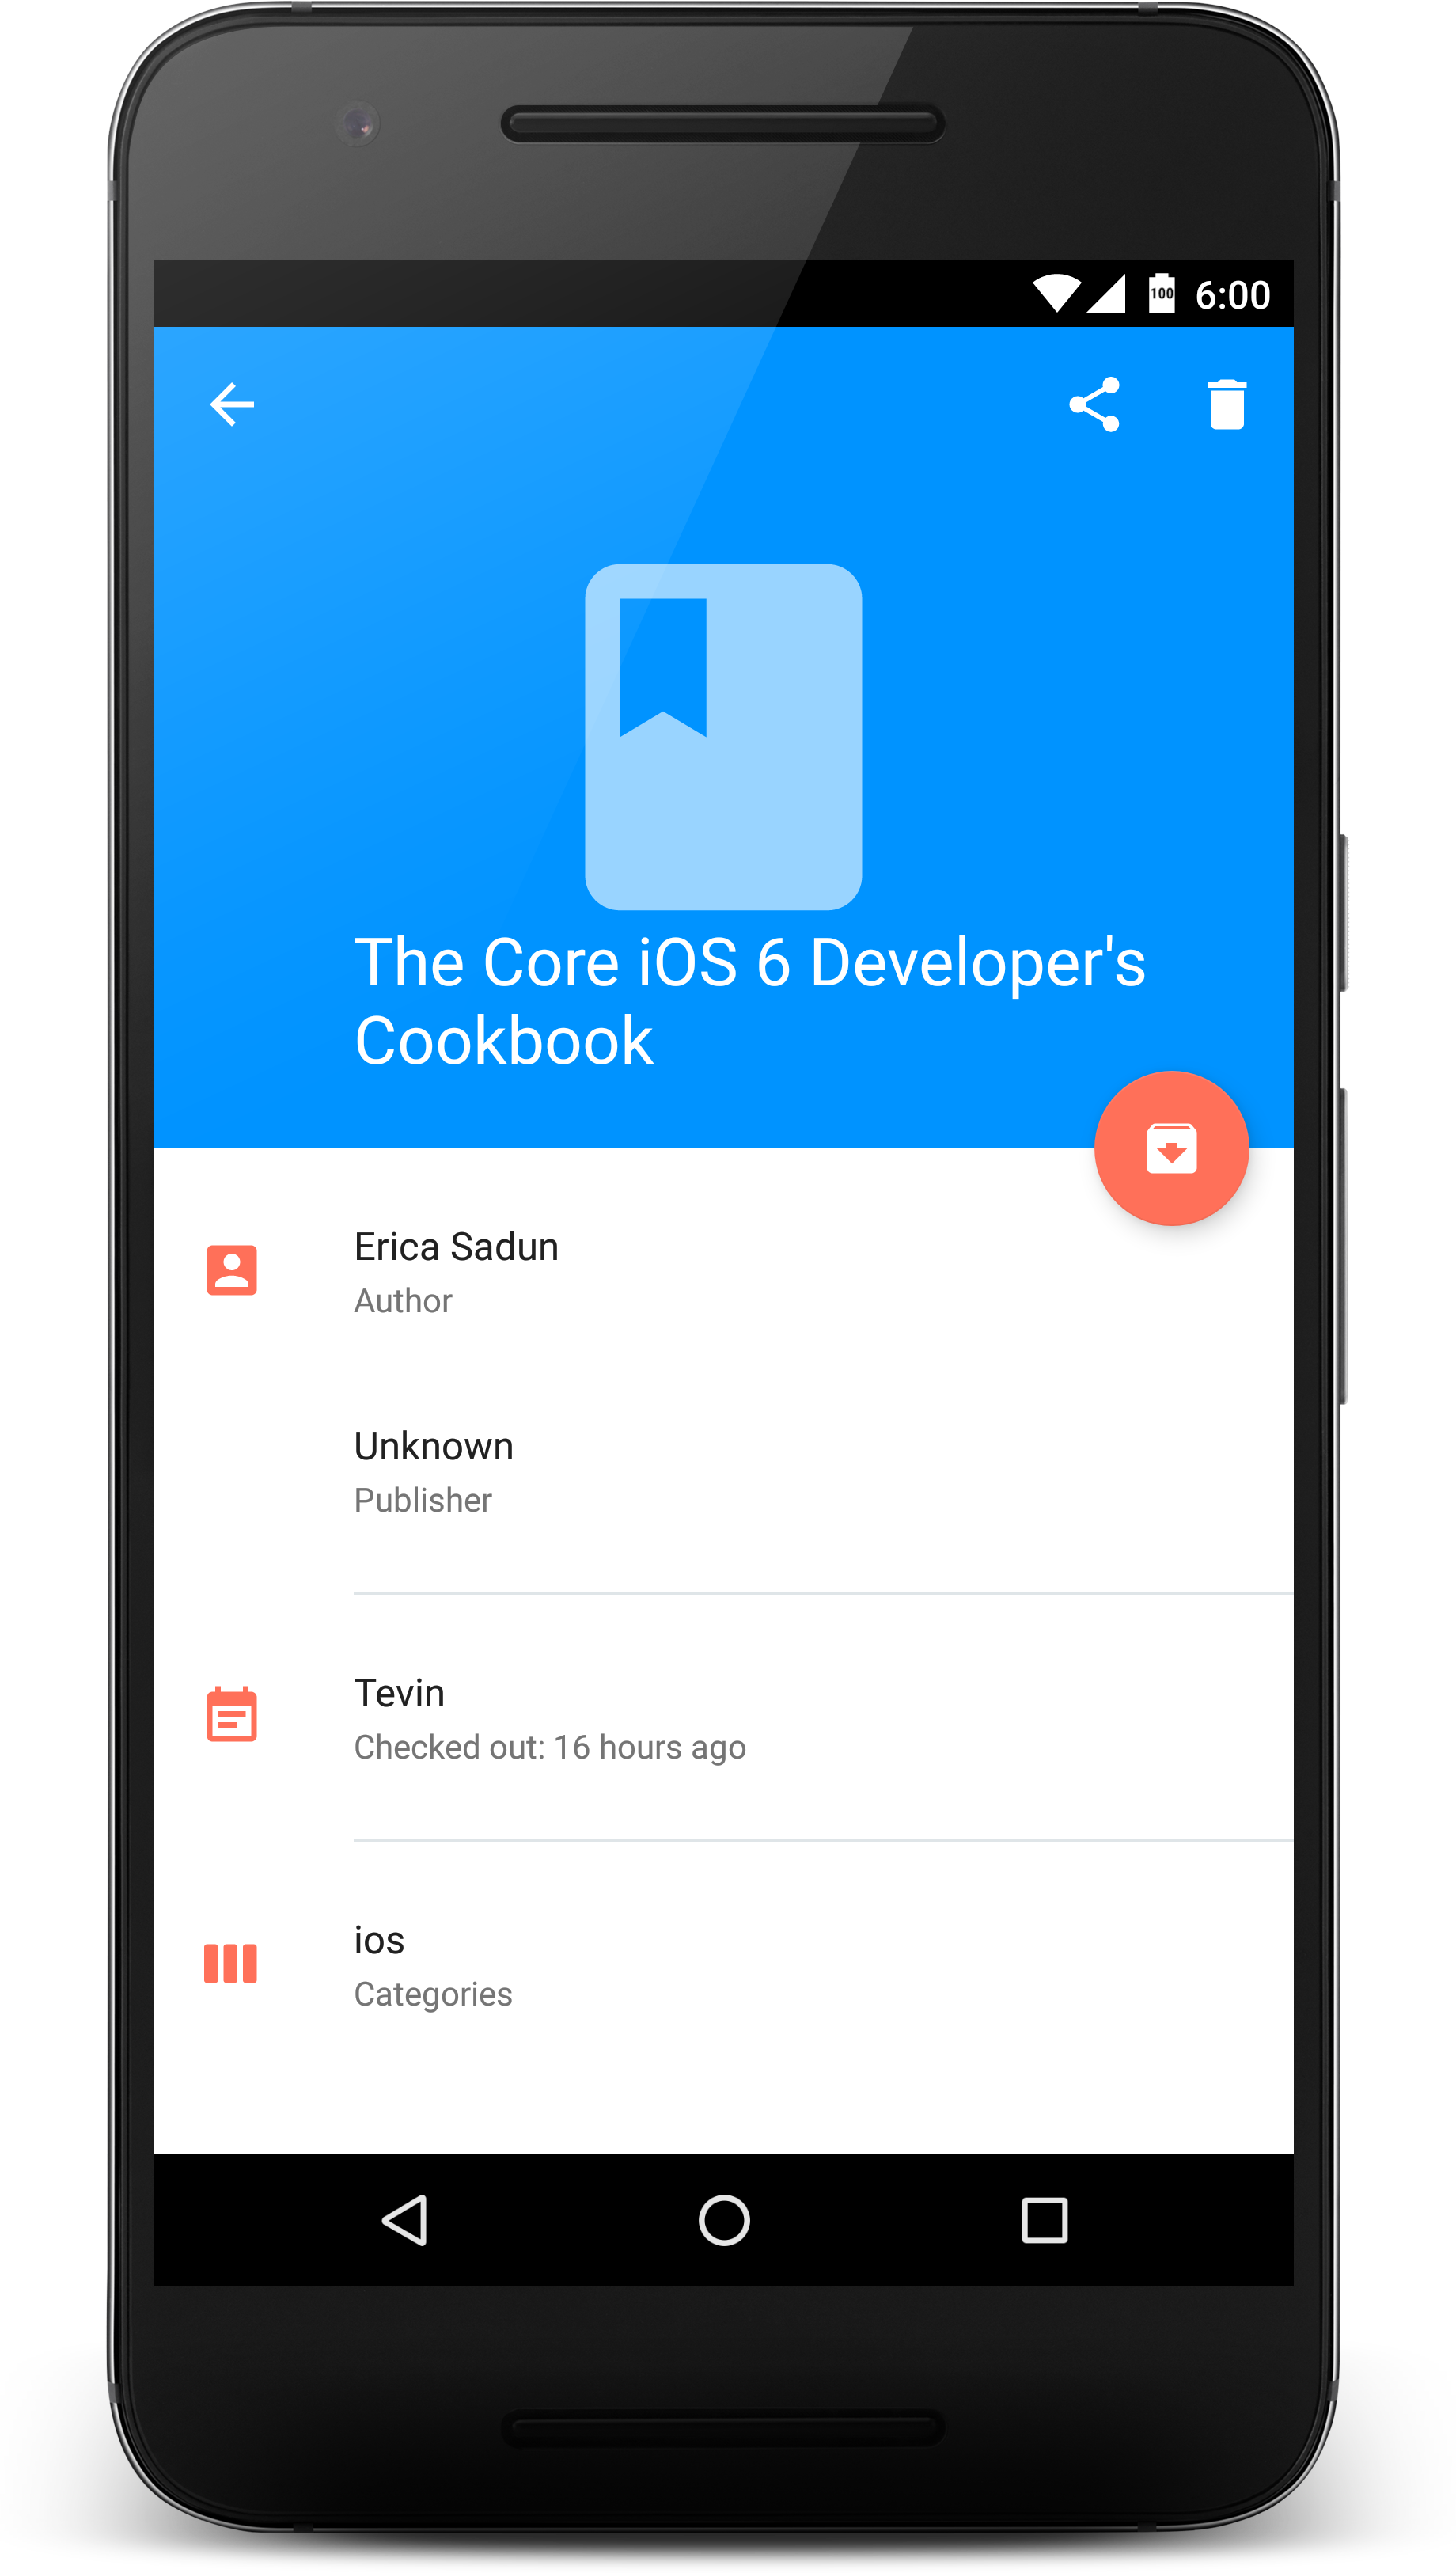 100 6:00
The Core iOS 6 Developer's
Cookbook
Erica Sadun
Author
Unknown
Publisher
Tevin
Checked out: 16 hours ago
ios
Categories